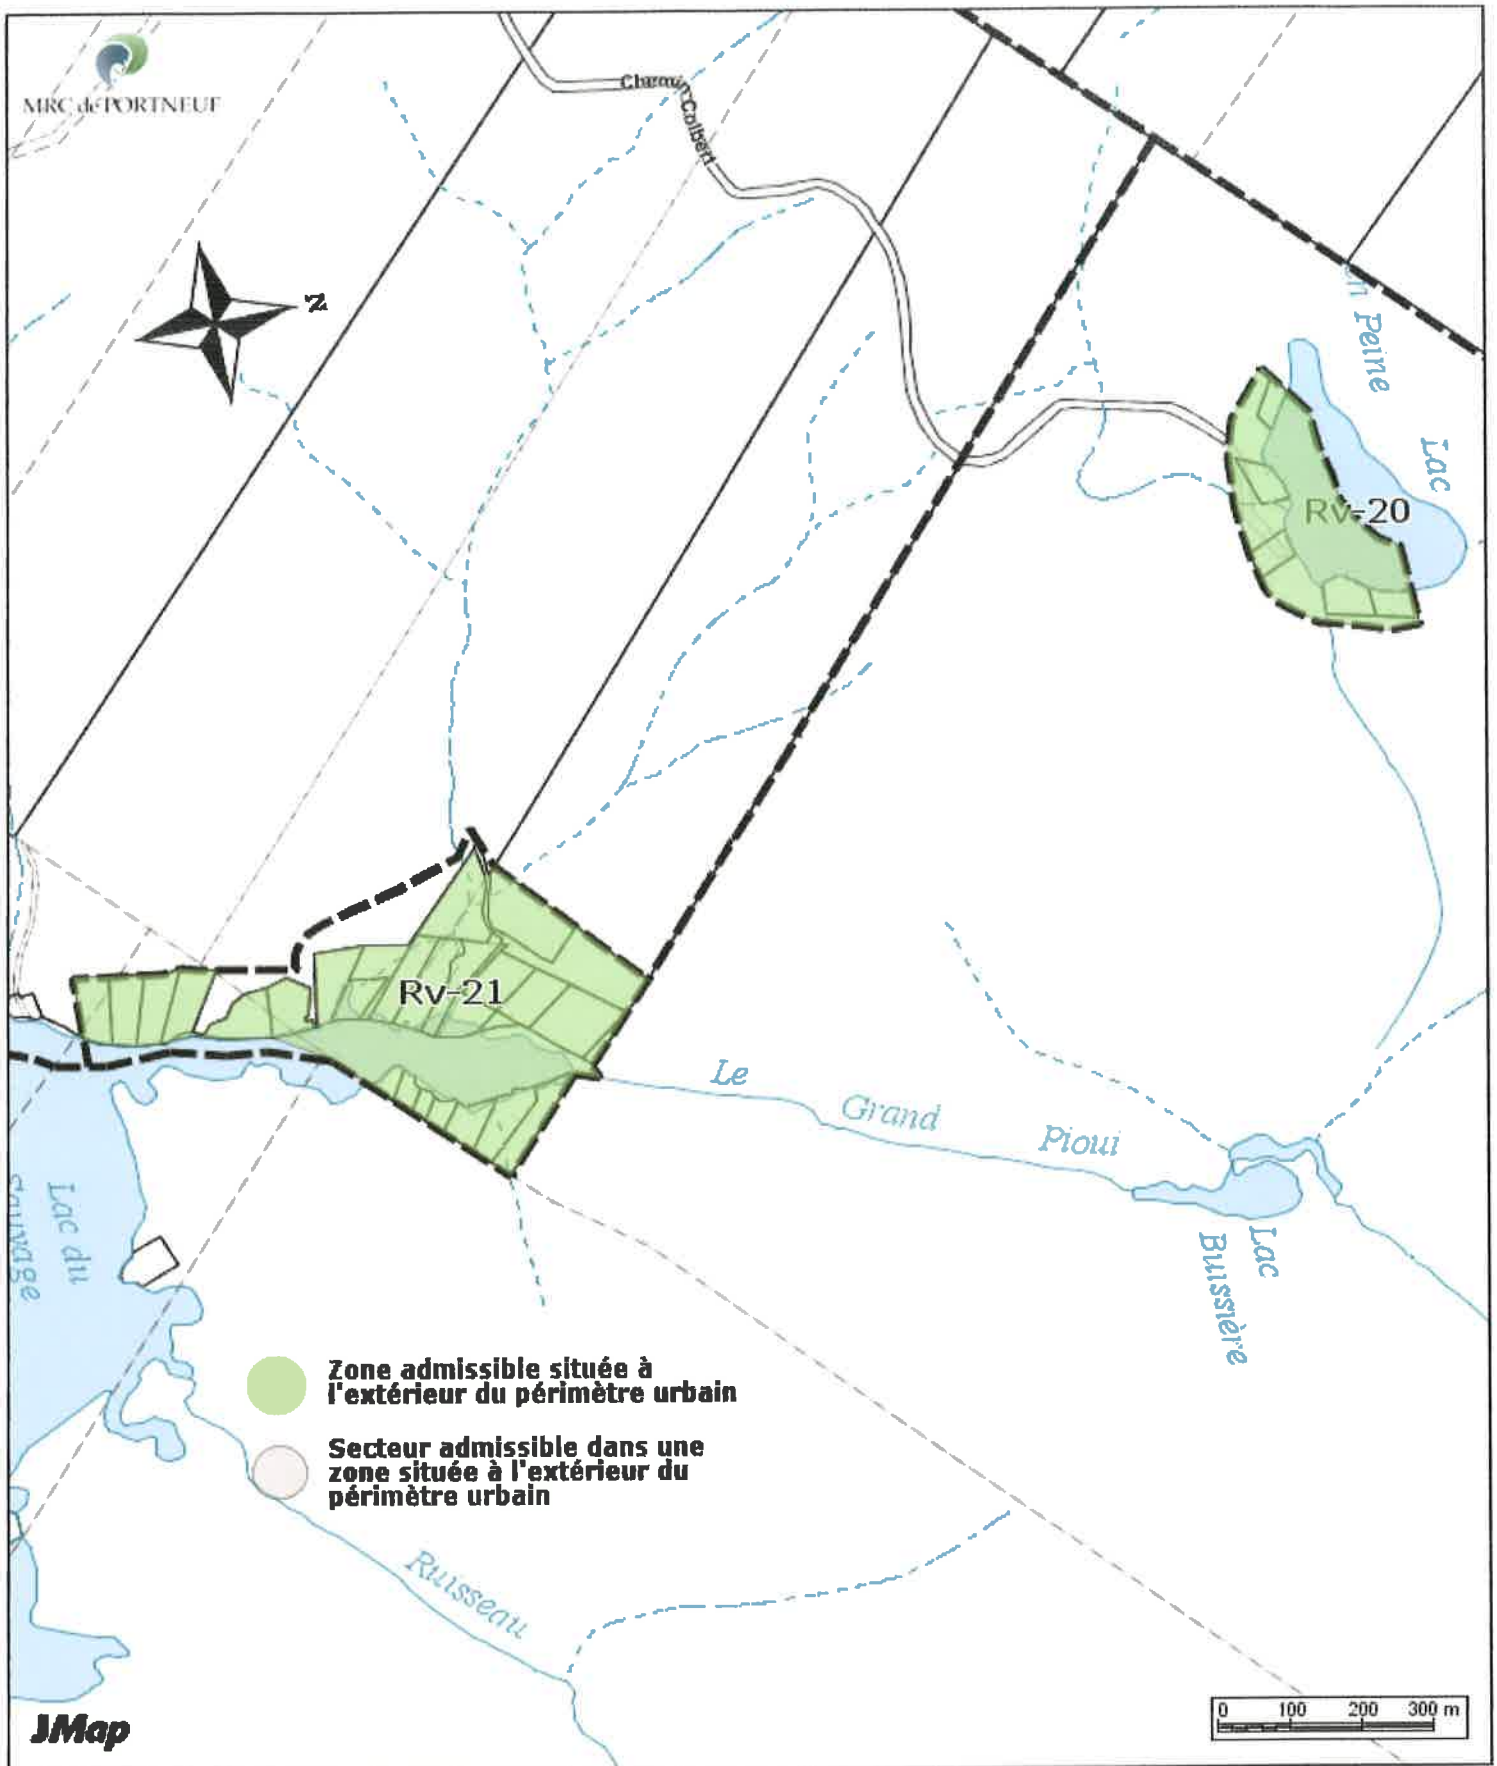 MRC de PORTNEUF
Chemin Colbert
N
Lac
en Peine
Rv-20
Rv-21
Le Grand Pioui
Lac
Buissière
Lac du
Sauvage
Zone admissible située à
l'extérieur du périmètre urbain
Secteur admissible dans une
zone située à l'extérieur du
périmètre urbain
Ruisseau
JMap
0 100 200 300 m